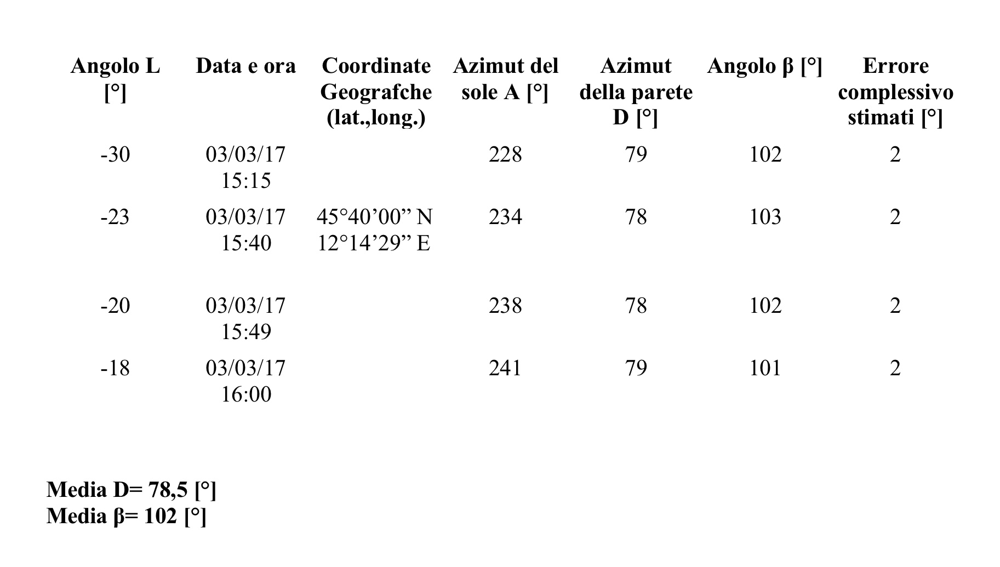 Angolo L [°] Data e ora Coordinate Geografche (lat.,long.) Azimut del sole A [°] Azimut della parete D [°] Angolo β [°] Errore complessivo stimati [°]
-30 03/03/17 15:15 228 79 102 2
-23 03/03/17 15:40 45°40’00” N 12°14’29” E 234 78 103 2
-20 03/03/17 15:49 238 78 102 2
-18 03/03/17 16:00 241 79 101 2
Media D= 78,5 [°]
Media β= 102 [°]